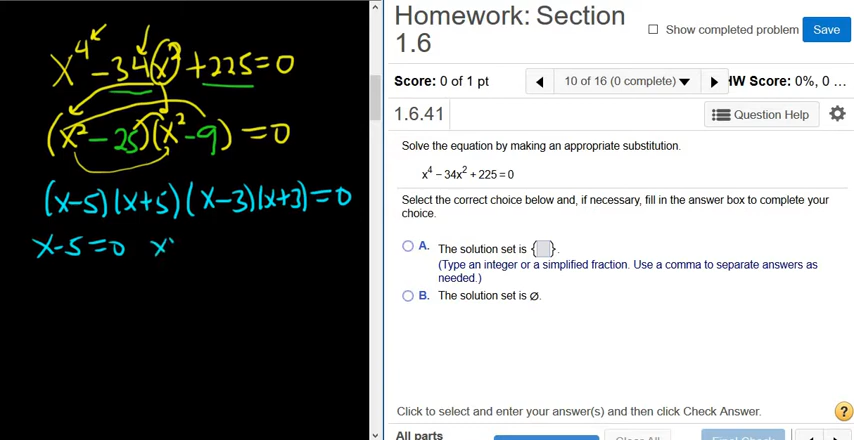 x⁴ - 34x² + 225 = 0
(x² - 25)(x² - 9) = 0
(x-5)(x+5)(x-3)(x+3) = 0
x-5=0 x
Homework: Section 1.6
Show completed problem
Save
Score: 0 of 1 pt
10 of 16 (0 complete)
HW Score: 0%, 0 ...
1.6.41
Question Help
Solve the equation by making an appropriate substitution.
x⁴ - 34x² + 225 = 0
Select the correct choice below and, if necessary, fill in the answer box to complete your
choice.
A. The solution set is { }.
(Type an integer or a simplified fraction. Use a comma to separate answers as
needed.)
B. The solution set is ∅.
Click to select and enter your answer(s) and then click Check Answer.
?
All parts
Clear All
Final Check